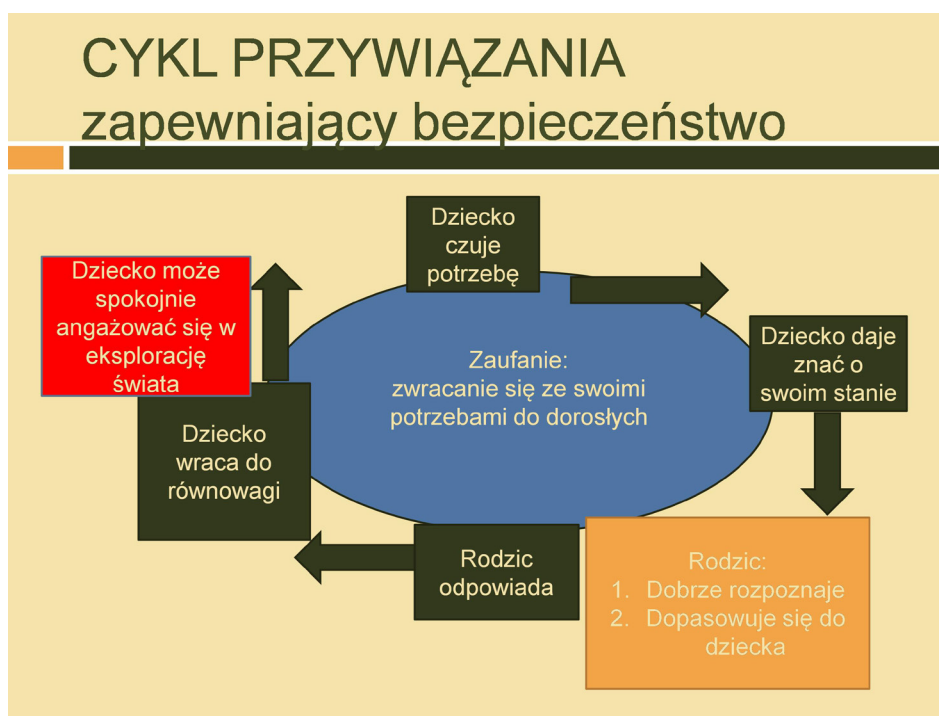 CYKL PRZYWIĄZANIA
zapewniający bezpieczeństwo
Dziecko
czuje
potrzebę
Dziecko daje
znać o
swoim stanie
Rodzic:
1. Dobrze rozpoznaje
2. Dopasowuje się do
dziecka
Rodzic
odpowiada
Dziecko
wraca do
równowagi
Dziecko może
spokojnie
angażować się w
eksplorację
świata
Zaufanie:
zwracanie się ze swoimi
potrzebami do dorosłych